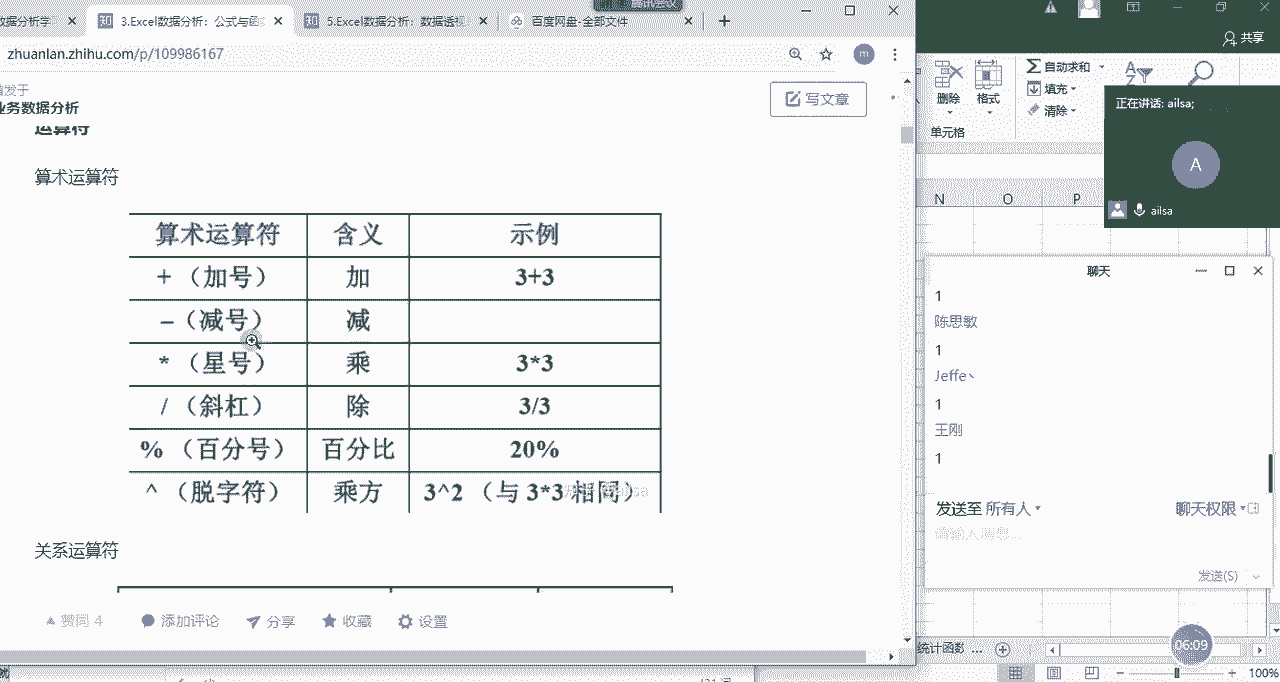 数据分析学
3.Excel数据分析：公式与函
5.Excel数据分析：数据透视
百度网盘-全部文件
zhuanlan.zhihu.com/p/109986167
m
业务数据分析
写文章
运算符
算术运算符
算术运算符 含义 示例
+ （加号） 加 3+3
– （减号） 减
* （星号） 乘 3*3
/ （斜杠） 除 3/3
% （百分号） 百分比 20%
^ （脱字符） 乘方 3^2 （与 3*3 相同）
关系运算符
赞同 4 添加评论 分享 收藏 设置
共享
删除 格式
自动求和
填充
清除
单元格
N O P
正在讲话: ailsa;
A
ailsa
聊天
1
陈思敏
1
Jeffe丶
1
王刚
1
发送至 所有人
聊天权限
请输入消息...
发送(S)
统计函数 ...
06:09
100%